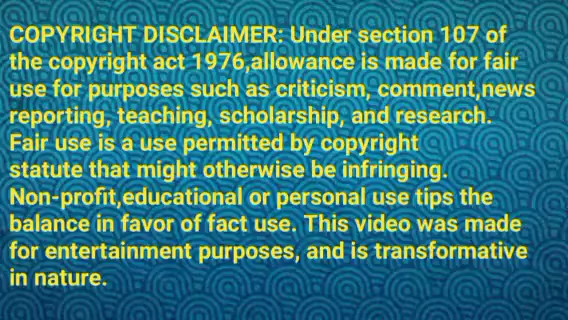 COPYRIGHT DISCLAIMER: Under section 107 of
the copyright act 1976,allowance is made for fair
use for purposes such as criticism, comment,news
reporting, teaching, scholarship, and research.
Fair use is a use permitted by copyright
statute that might otherwise be infringing.
Non-profit,educational or personal use tips the
balance in favor of fact use. This video was made
for entertainment purposes, and is transformative
in nature.